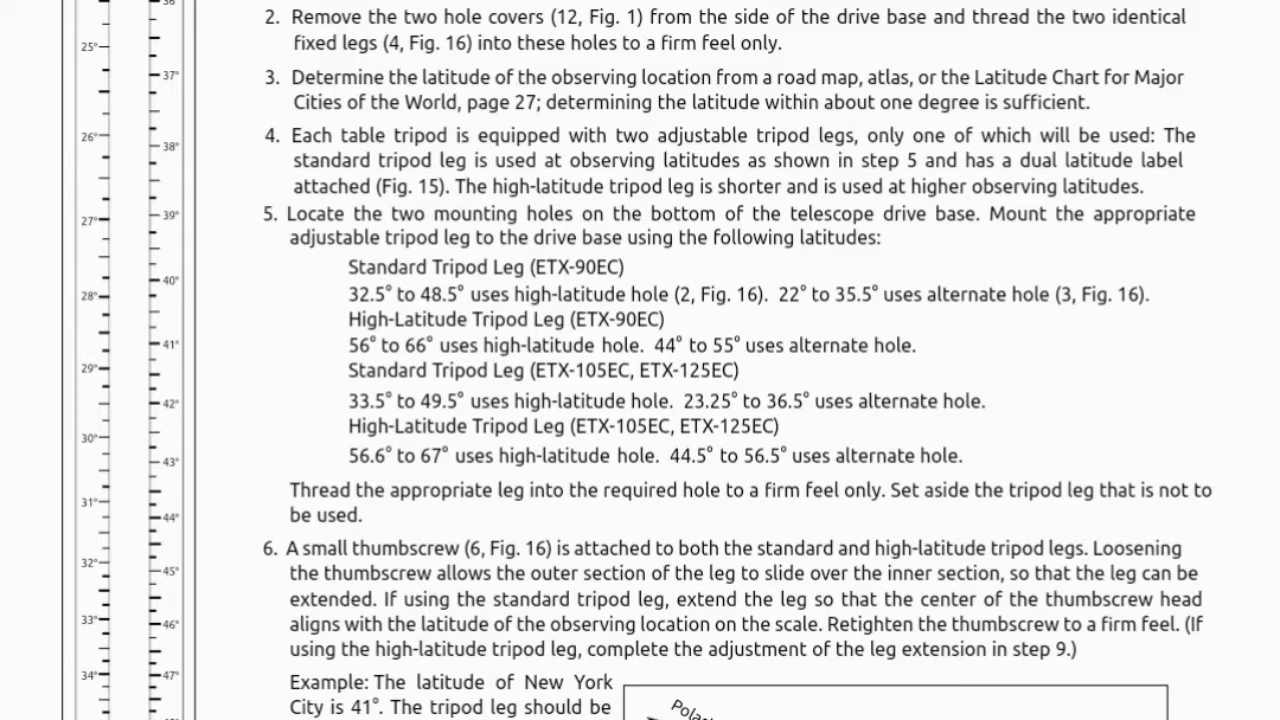 36°
25°
37°
26°
38°
27°
39°
40°
28°
41°
29°
42°
30°
43°
31°
44°
32°
45°
33°
46°
34°
47°
2. Remove the two hole covers (12, Fig. 1) from the side of the drive base and thread the two identical
fixed legs (4, Fig. 16) into these holes to a firm feel only.
3. Determine the latitude of the observing location from a road map, atlas, or the Latitude Chart for Major
Cities of the World, page 27; determining the latitude within about one degree is sufficient.
4. Each table tripod is equipped with two adjustable tripod legs, only one of which will be used: The
standard tripod leg is used at observing latitudes as shown in step 5 and has a dual latitude label
attached (Fig. 15). The high-latitude tripod leg is shorter and is used at higher observing latitudes.
5. Locate the two mounting holes on the bottom of the telescope drive base. Mount the appropriate
adjustable tripod leg to the drive base using the following latitudes:
Standard Tripod Leg (ETX-90EC)
32.5° to 48.5° uses high-latitude hole (2, Fig. 16). 22° to 35.5° uses alternate hole (3, Fig. 16).
High-Latitude Tripod Leg (ETX-90EC)
56° to 66° uses high-latitude hole. 44° to 55° uses alternate hole.
Standard Tripod Leg (ETX-105EC, ETX-125EC)
33.5° to 49.5° uses high-latitude hole. 23.25° to 36.5° uses alternate hole.
High-Latitude Tripod Leg (ETX-105EC, ETX-125EC)
56.6° to 67° uses high-latitude hole. 44.5° to 56.5° uses alternate hole.
Thread the appropriate leg into the required hole to a firm feel only. Set aside the tripod leg that is not to
be used.
6. A small thumbscrew (6, Fig. 16) is attached to both the standard and high-latitude tripod legs. Loosening
the thumbscrew allows the outer section of the leg to slide over the inner section, so that the leg can be
extended. If using the standard tripod leg, extend the leg so that the center of the thumbscrew head
aligns with the latitude of the observing location on the scale. Retighten the thumbscrew to a firm feel. (If
using the high-latitude tripod leg, complete the adjustment of the leg extension in step 9.)
Example: The latitude of New York
City is 41°. The tripod leg should be